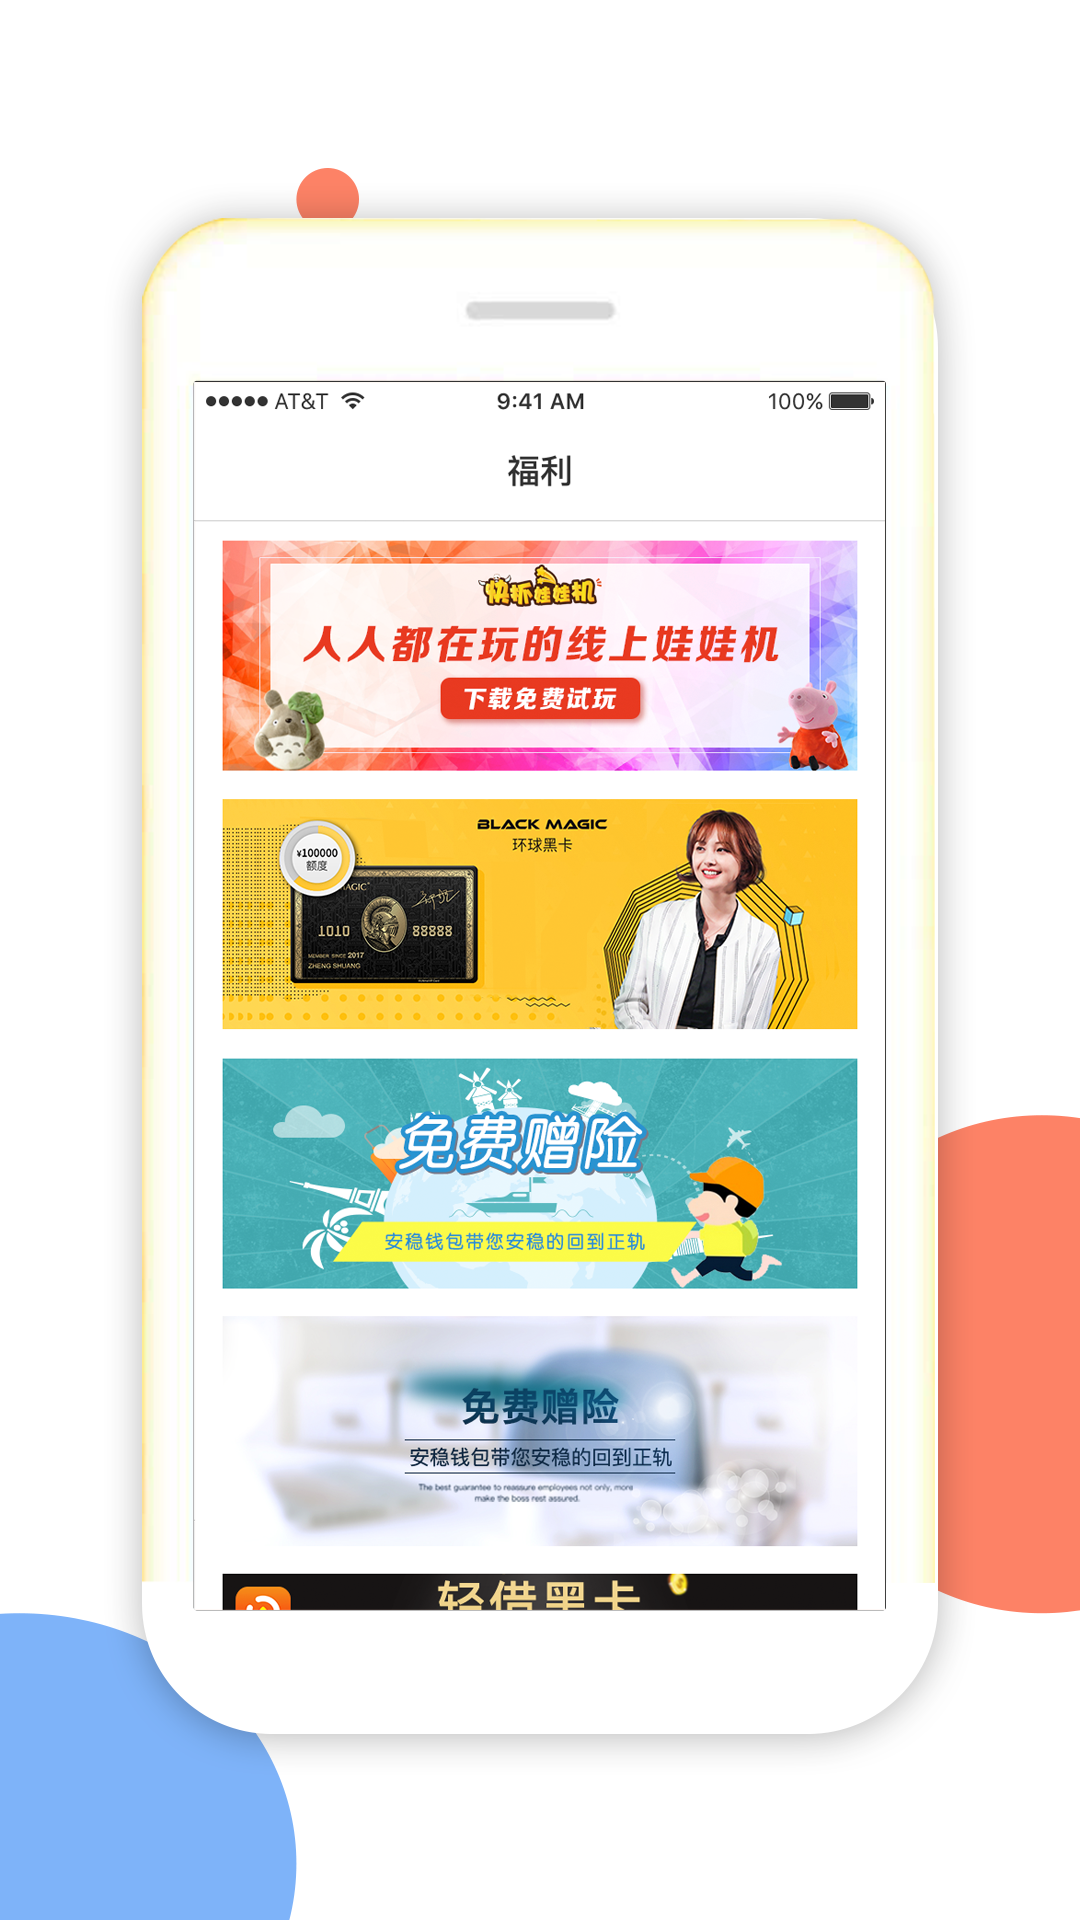 AT&T 9:41 AM 100%
福利
快抓娃娃机
人人都在玩的线上娃娃机
下载免费试玩
BLACK MAGIC
环球黑卡
¥100000
额度
1010 88888
MEMBER SINCE 2017
ZHENG SHUANG
免费赠险
安稳钱包带您安稳的回到正轨
免费赠险
安稳钱包带您安稳的回到正轨
The best guarantee to reassure employees not only, more
make the boss rest assured.
轻借黑卡